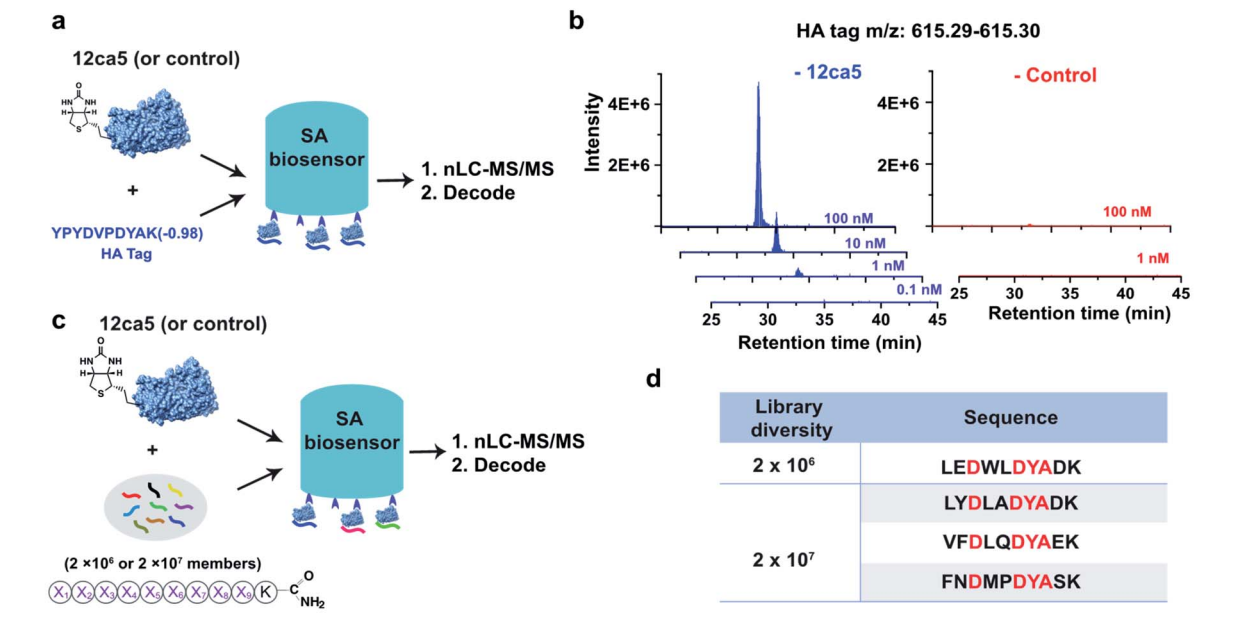 a
12ca5 (or control)
O
HN NH
H H
S
+
YPYDVPDYAK(-0.98)
HA Tag
SA
biosensor
1. nLC-MS/MS
2. Decode
b
HA tag m/z: 615.29-615.30
- 12ca5
- Control
Intensity
4E+6
2E+6
100 nM
10 nM
1 nM
0.1 nM
25 30 35 40 45
Retention time (min)
4E+6
2E+6
100 nM
1 nM
25 30 35 40 45
Retention time (min)
c
12ca5 (or control)
O
HN NH
H H
S
+
(2 ×10⁶ or 2 ×10⁷ members)
X₁ X₂ X₃ X₄ X₅ X₆ X₇ X₈ X₉ K C O
NH₂
SA
biosensor
1. nLC-MS/MS
2. Decode
d
Library
diversity
Sequence
2 x 10⁶
LEDWLDYADK
2 x 10⁷
LYDLADYADK
VFDLQDYAEK
FNDMPDYASK